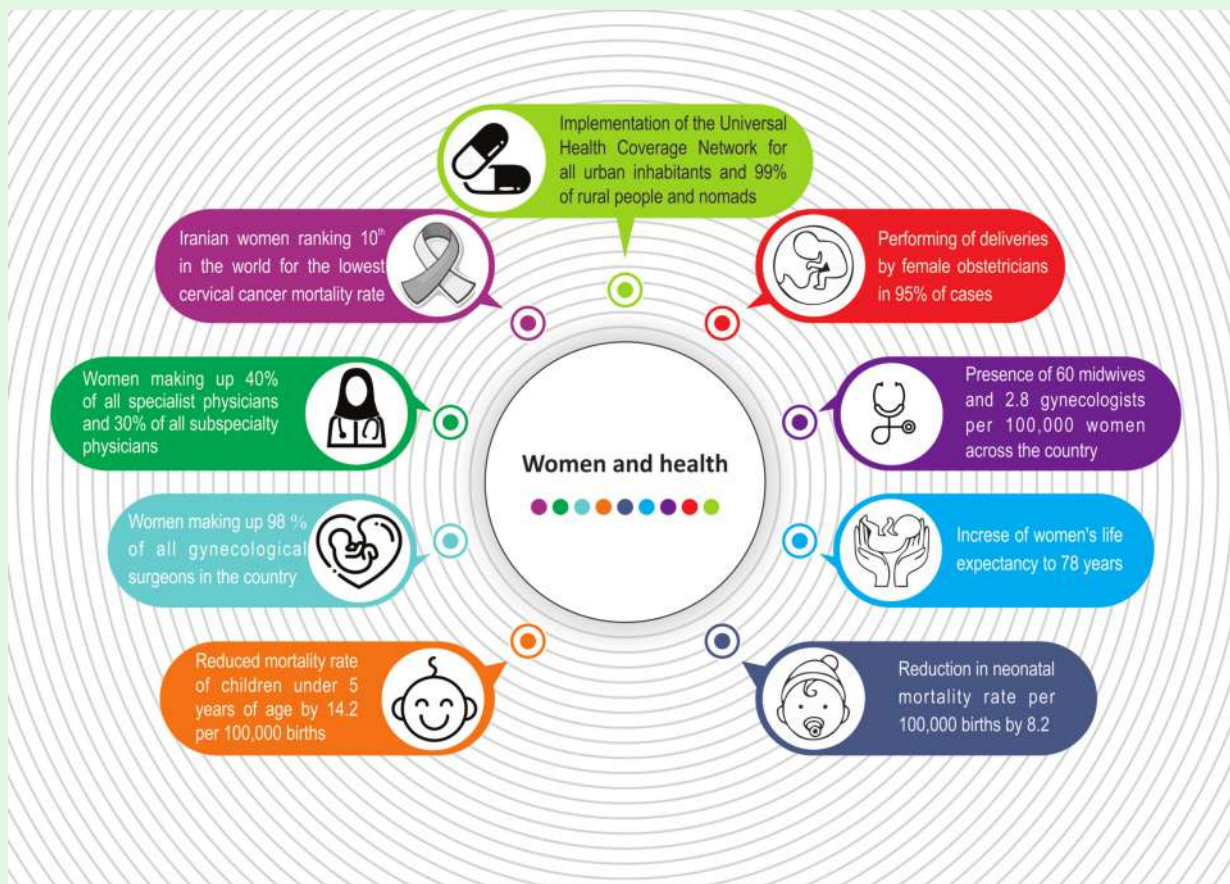 Implementation of the Universal
Health Coverage Network for
all urban inhabitants and 99%
of rural people and nomads
Iranian women ranking 10th
in the world for the lowest
cervical cancer mortality rate
Performing of deliveries
by female obstetricians
in 95% of cases
Women making up 40%
of all specialist physicians
and 30% of all subspecialty
physicians
Presence of 60 midwives
and 2.8 gynecologists
per 100,000 women
across the country
Women and health
Women making up 98 %
of all gynecological
surgeons in the country
Increse of women's life
expectancy to 78 years
Reduced mortality rate
of children under 5
years of age by 14.2
per 100,000 births
Reduction in neonatal
mortality rate per
100,000 births by 8.2